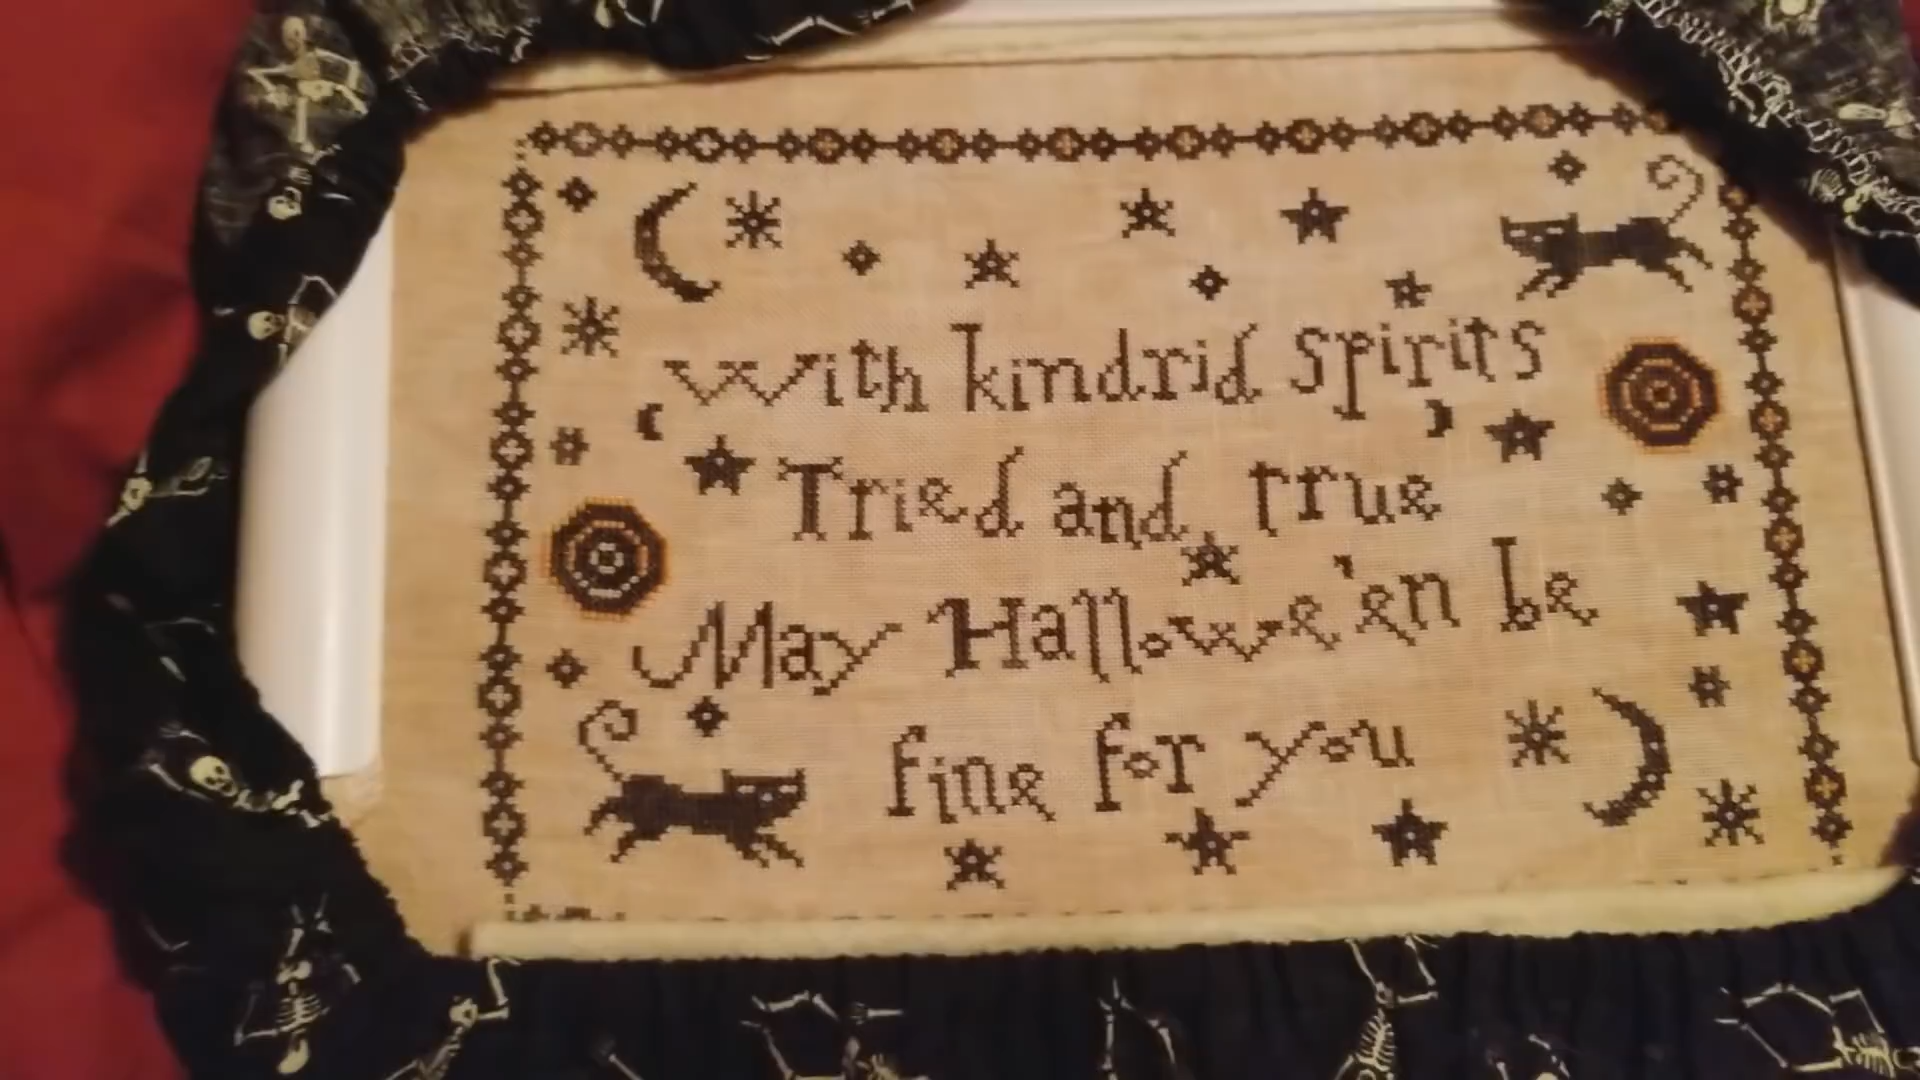 with kindrid spirits
Tried and true
May Hallowe'en be
fine for you